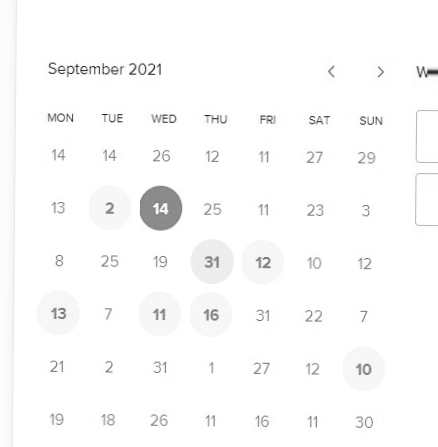 September 2021 < >
MON TUE WED THU FRI SAT SUN
14 14 26 12 11 27 29
13 2 14 25 11 23 3
8 25 19 31 12 10 12
13 7 11 16 31 22 7
21 2 31 1 27 12 10
19 18 26 11 16 11 30